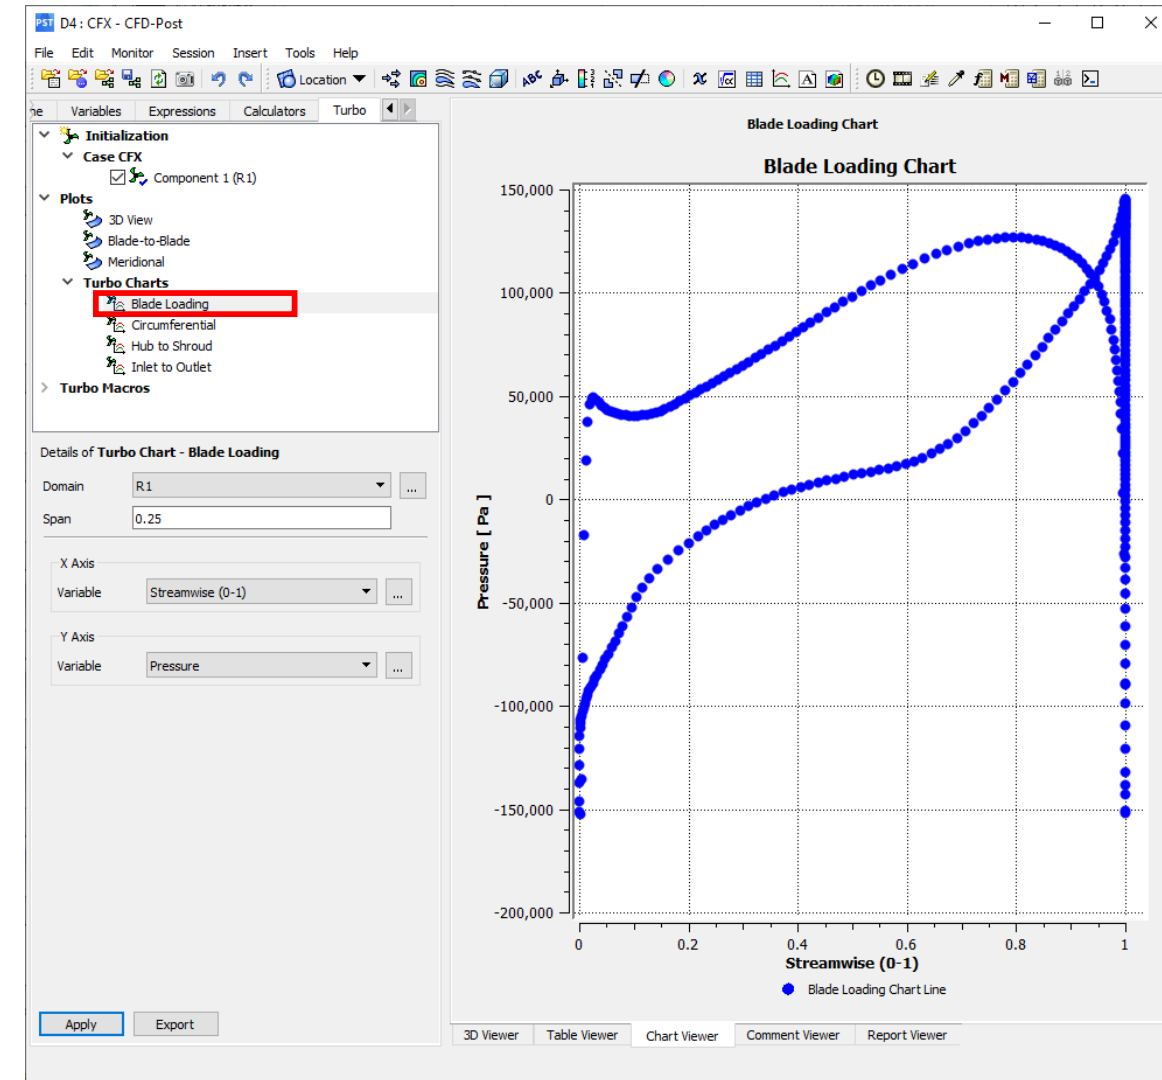 PST D4 : CFX - CFD-Post
File Edit Monitor Session Insert Tools Help
Location
Variables Expressions Calculators Turbo
Initialization
Case CFX
Component 1 (R1)
Plots
3D View
Blade-to-Blade
Meridional
Turbo Charts
Blade Loading
Circumferential
Hub to Shroud
Inlet to Outlet
Turbo Macros
Details of Turbo Chart - Blade Loading
Domain R1 ...
Span 0.25
X Axis
Variable Streamwise (0-1) ...
Y Axis
Variable Pressure ...
Apply Export
Blade Loading Chart
Blade Loading Chart
150,000
100,000
50,000
0
-50,000
-100,000
-150,000
-200,000
Pressure [ Pa ]
0 0.2 0.4 0.6 0.8 1
Streamwise (0-1)
Blade Loading Chart Line
3D Viewer Table Viewer Chart Viewer Comment Viewer Report Viewer